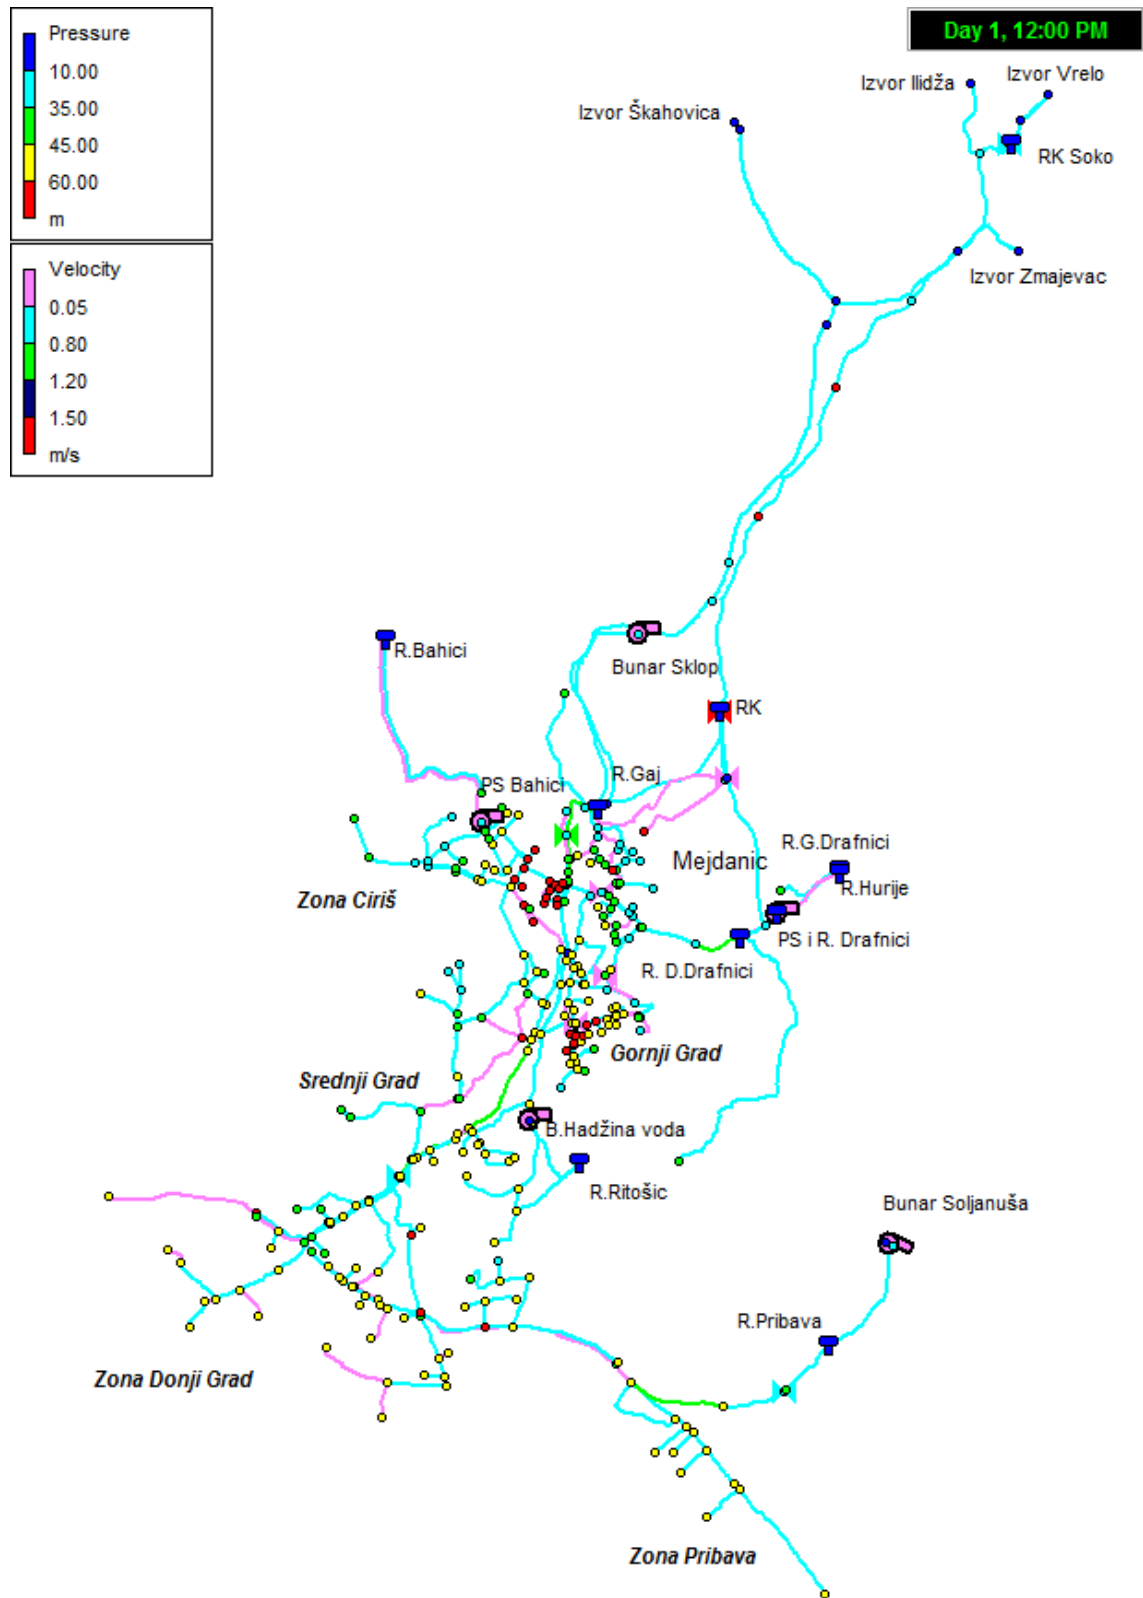 Pressure
10.00
35.00
45.00
60.00
m
Velocity
0.05
0.80
1.20
1.50
m/s
Day 1, 12:00 PM
Izvor Vrelo
Izvor Ilidža
Izvor Škahovica
RK Soko
Izvor Zmajevac
R.Bahici
Bunar Sklop
RK
R.Gaj
PS Bahici
R.G.Drafnici
Mejdanic
R.Hurije
Zona Ciriš
PS i R. Drafnici
R. D.Drafnici
Gornji Grad
Srednji Grad
B.Hadžina voda
R.Ritošic
Bunar Soljanuša
R.Pribava
Zona Donji Grad
Zona Pribava